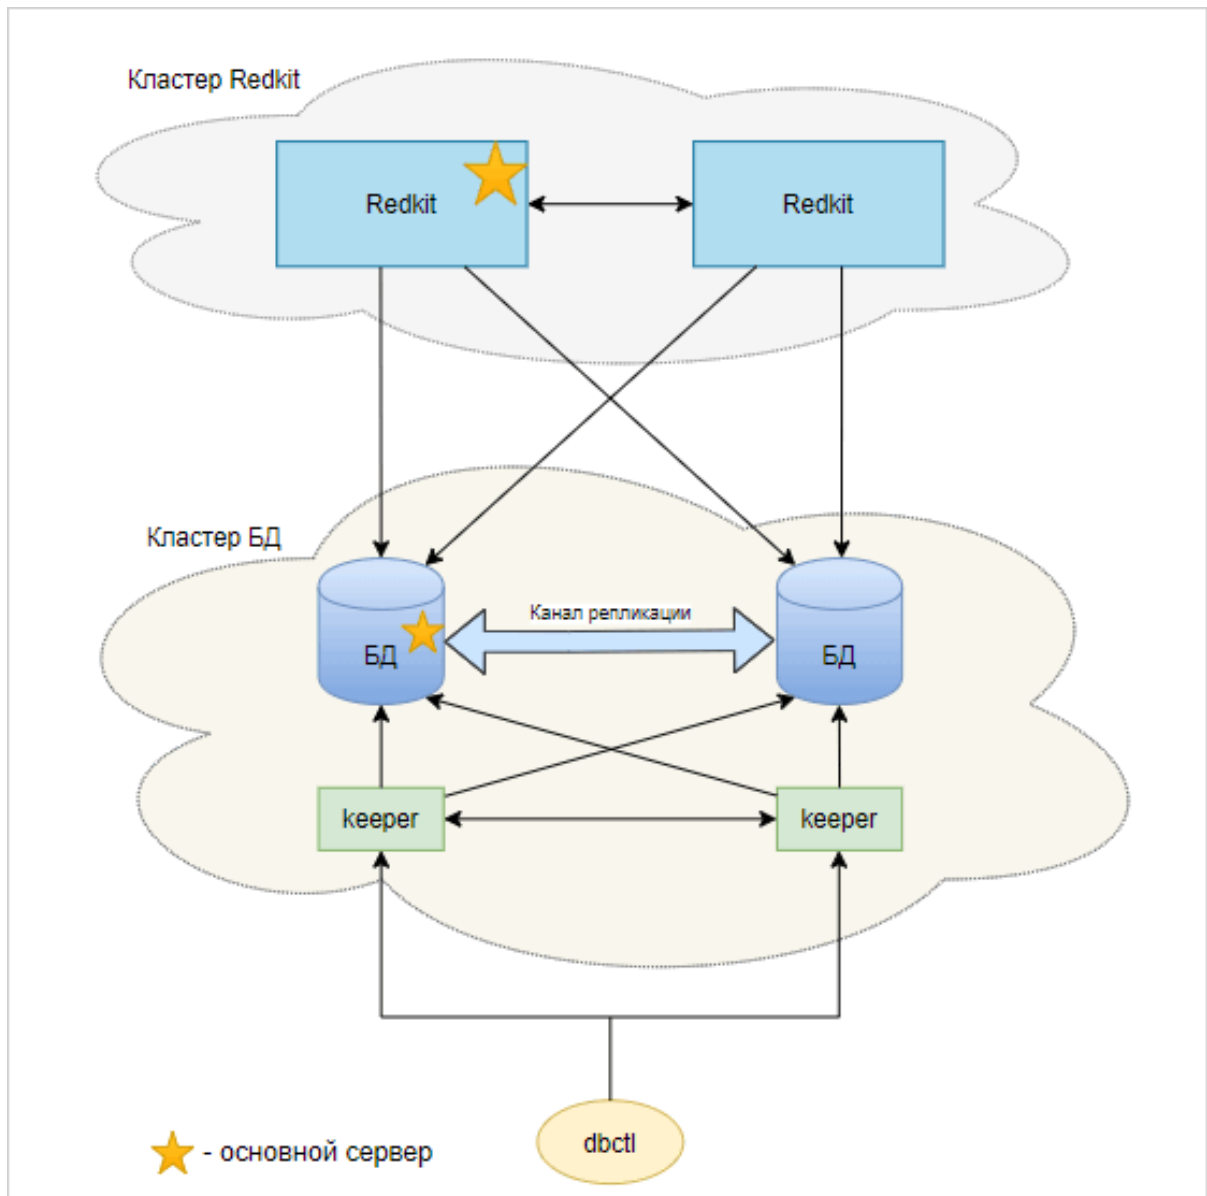 Кластер Redkit
Redkit
Redkit
Кластер БД
Канал репликации
БД
БД
keeper
keeper
dbctl
- основной сервер